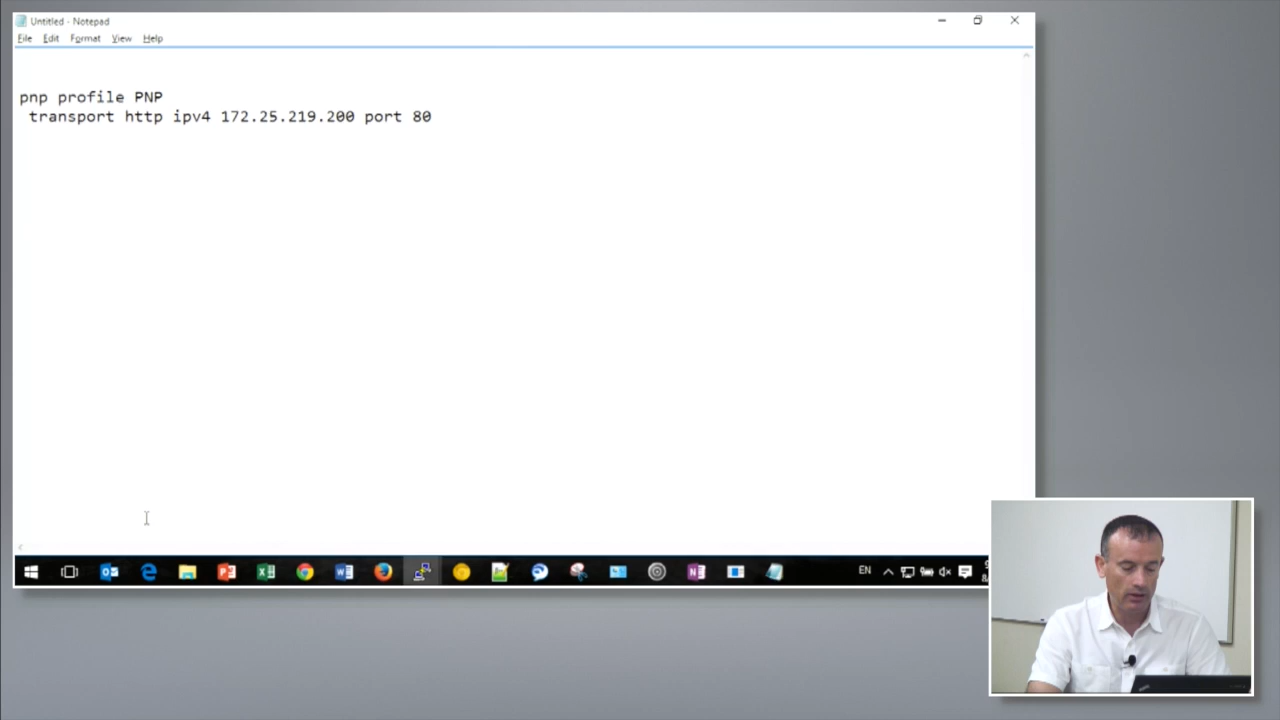 Untitled - Notepad
File Edit Format View Help
pnp profile PNP
 transport http ipv4 172.25.219.200 port 80
EN